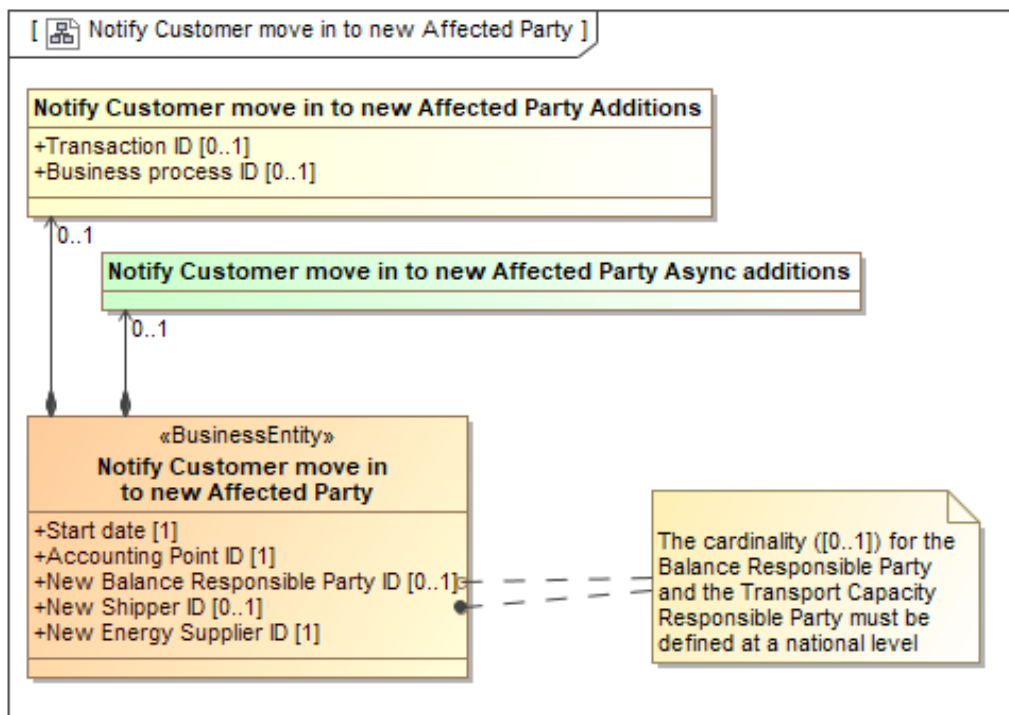 [ Notify Customer move in to new Affected Party ]
Notify Customer move in to new Affected Party Additions
+Transaction ID [0..1]
+Business process ID [0..1]
0..1
Notify Customer move in to new Affected Party Async additions
0..1
«BusinessEntity»
Notify Customer move in
to new Affected Party
+Start date [1]
+Accounting Point ID [1]
+New Balance Responsible Party ID [0..1]
+New Shipper ID [0..1]
+New Energy Supplier ID [1]
The cardinality ([0..1]) for the
Balance Responsible Party
and the Transport Capacity
Responsible Party must be
defined at a national level